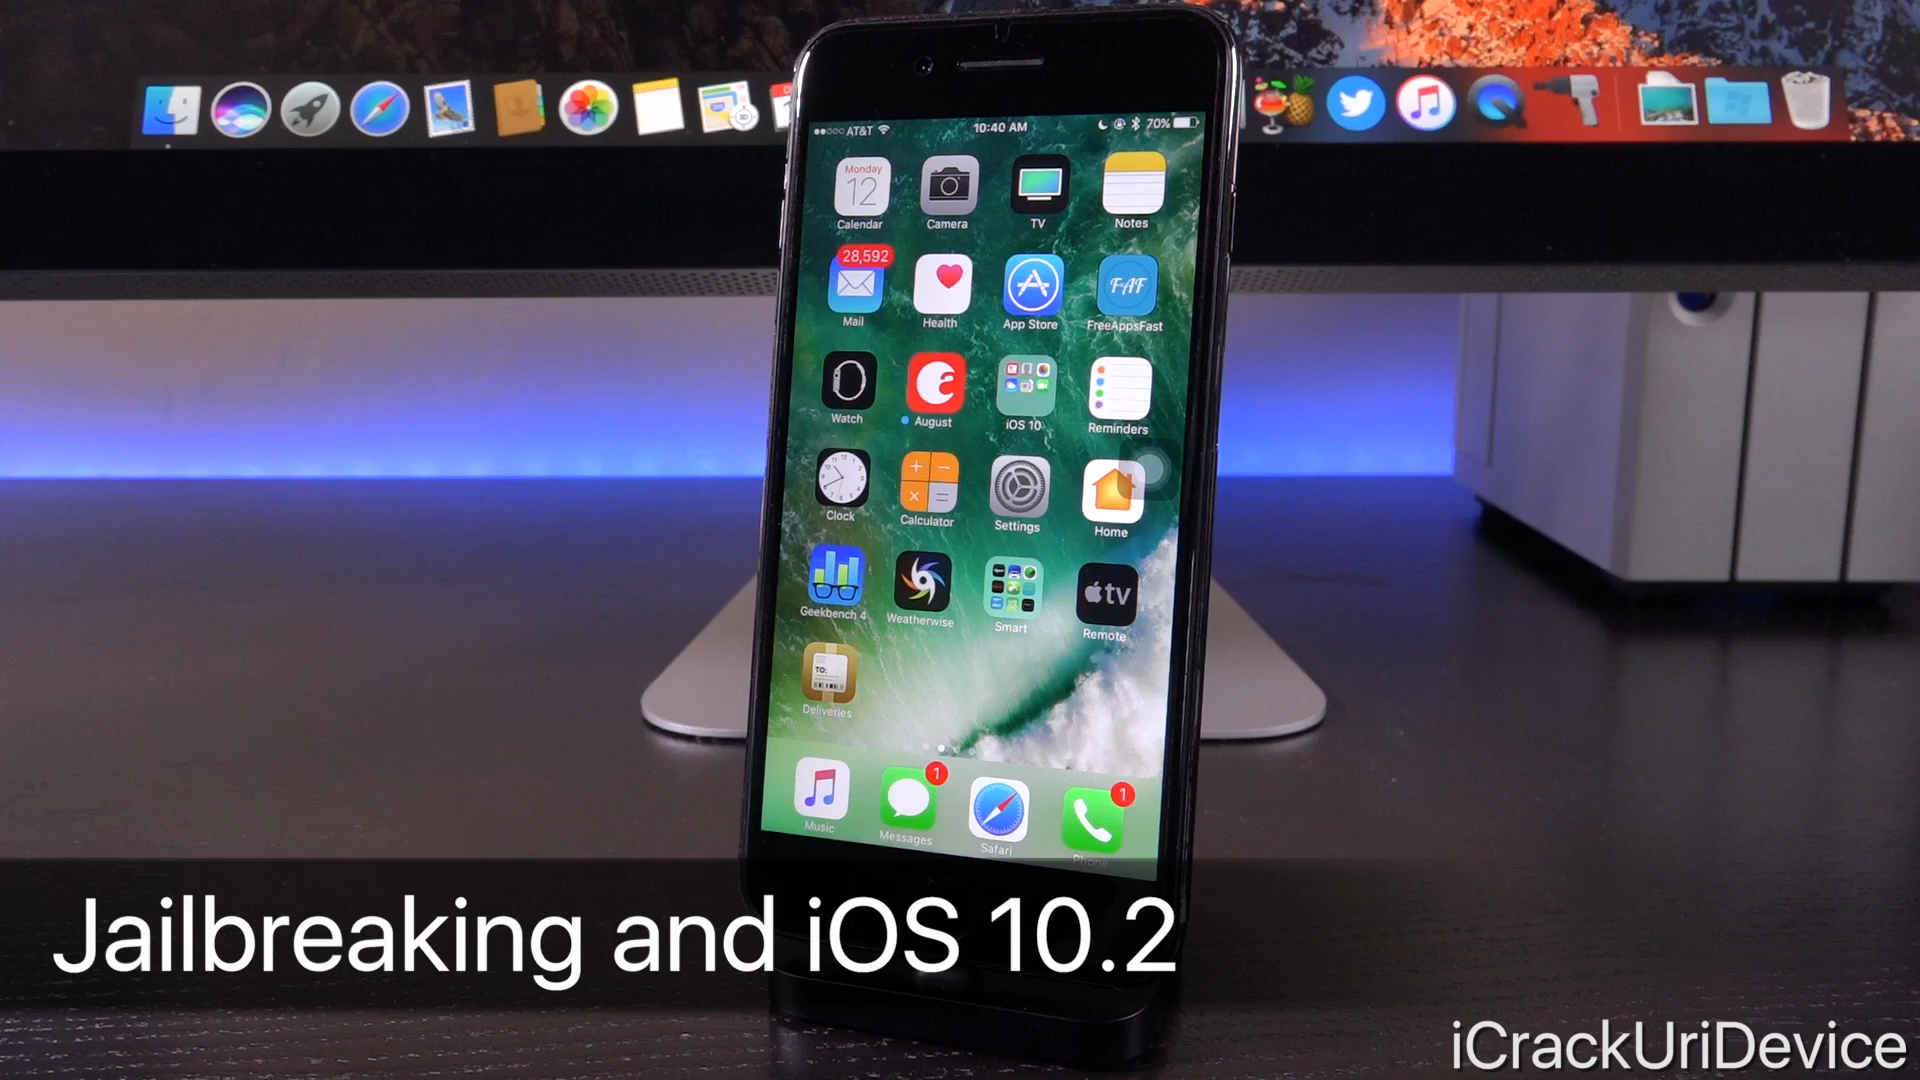 AT&T
10:40 AM
70%
Monday
12
Calendar
Camera
TV
Notes
28,592
Mail
Health
App Store
FAF
FreeAppsFast
Watch
a
August
iOS 10
Reminders
Clock
Calculator
Settings
Home
Geekbench 4
Weatherwise
Smart
tv
Remote
TO:
Deliveries
1
1
Music
Messages
Safari
Phone
Jailbreaking and iOS 10.2
iCrackUriDevice